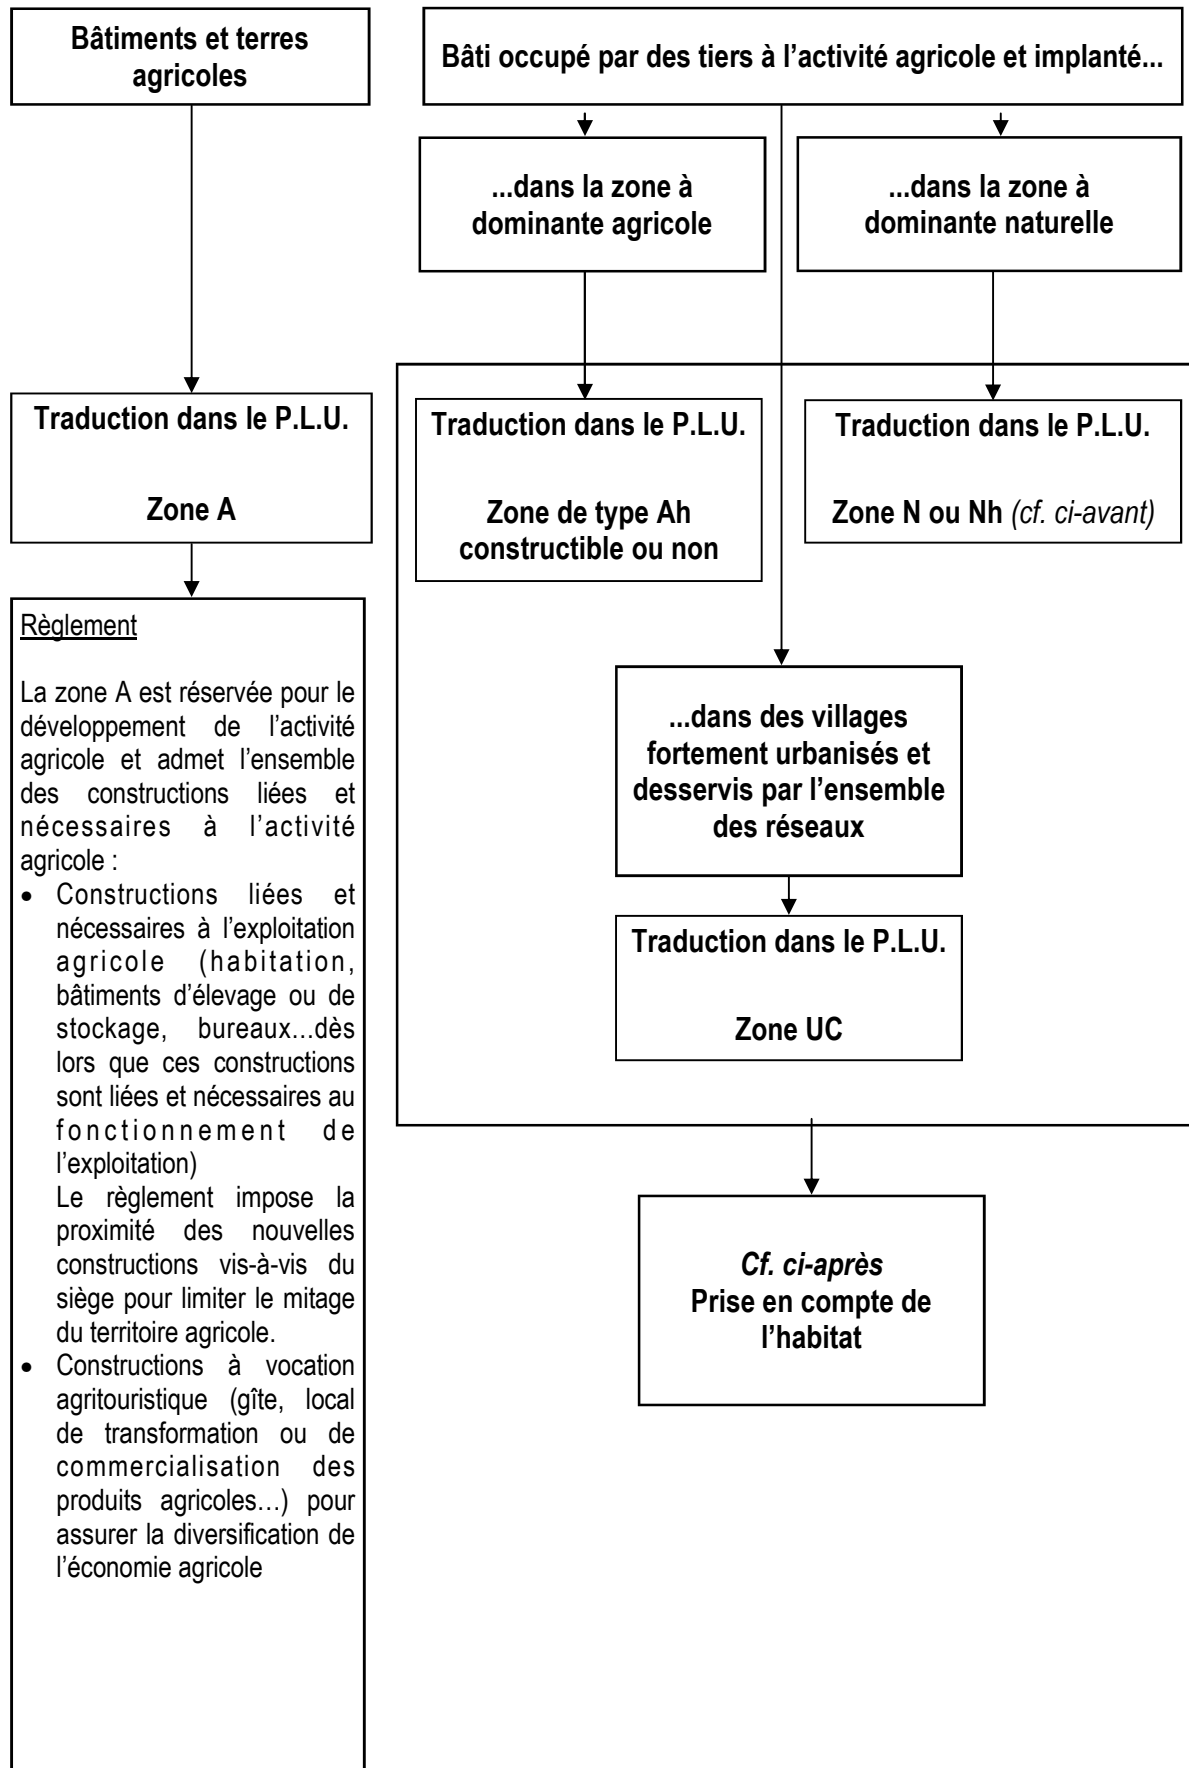 Bâtiments et terres
agricoles
Traduction dans le P.L.U.
Zone A
Règlement
La zone A est réservée pour le
développement de l’activité
agricole et admet l’ensemble
des constructions liées et
nécessaires à l’activité
agricole :
• Constructions liées et
nécessaires à l’exploitation
agricole (habitation,
bâtiments d’élevage ou de
stockage, bureaux...dès
lors que ces constructions
sont liées et nécessaires au
fonctionnement de
l’exploitation)
Le règlement impose la
proximité des nouvelles
constructions vis-à-vis du
siège pour limiter le mitage
du territoire agricole.
• Constructions à vocation
agritouristique (gîte, local
de transformation ou de
commercialisation des
produits agricoles…) pour
assurer la diversification de
l’économie agricole
Bâti occupé par des tiers à l’activité agricole et implanté...
...dans la zone à
dominante agricole
Traduction dans le P.L.U.
Zone de type Ah
constructible ou non
...dans la zone à
dominante naturelle
Traduction dans le P.L.U.
Zone N ou Nh (cf. ci-avant)
...dans des villages
fortement urbanisés et
desservis par l’ensemble
des réseaux
Traduction dans le P.L.U.
Zone UC
Cf. ci-après
Prise en compte de
l’habitat